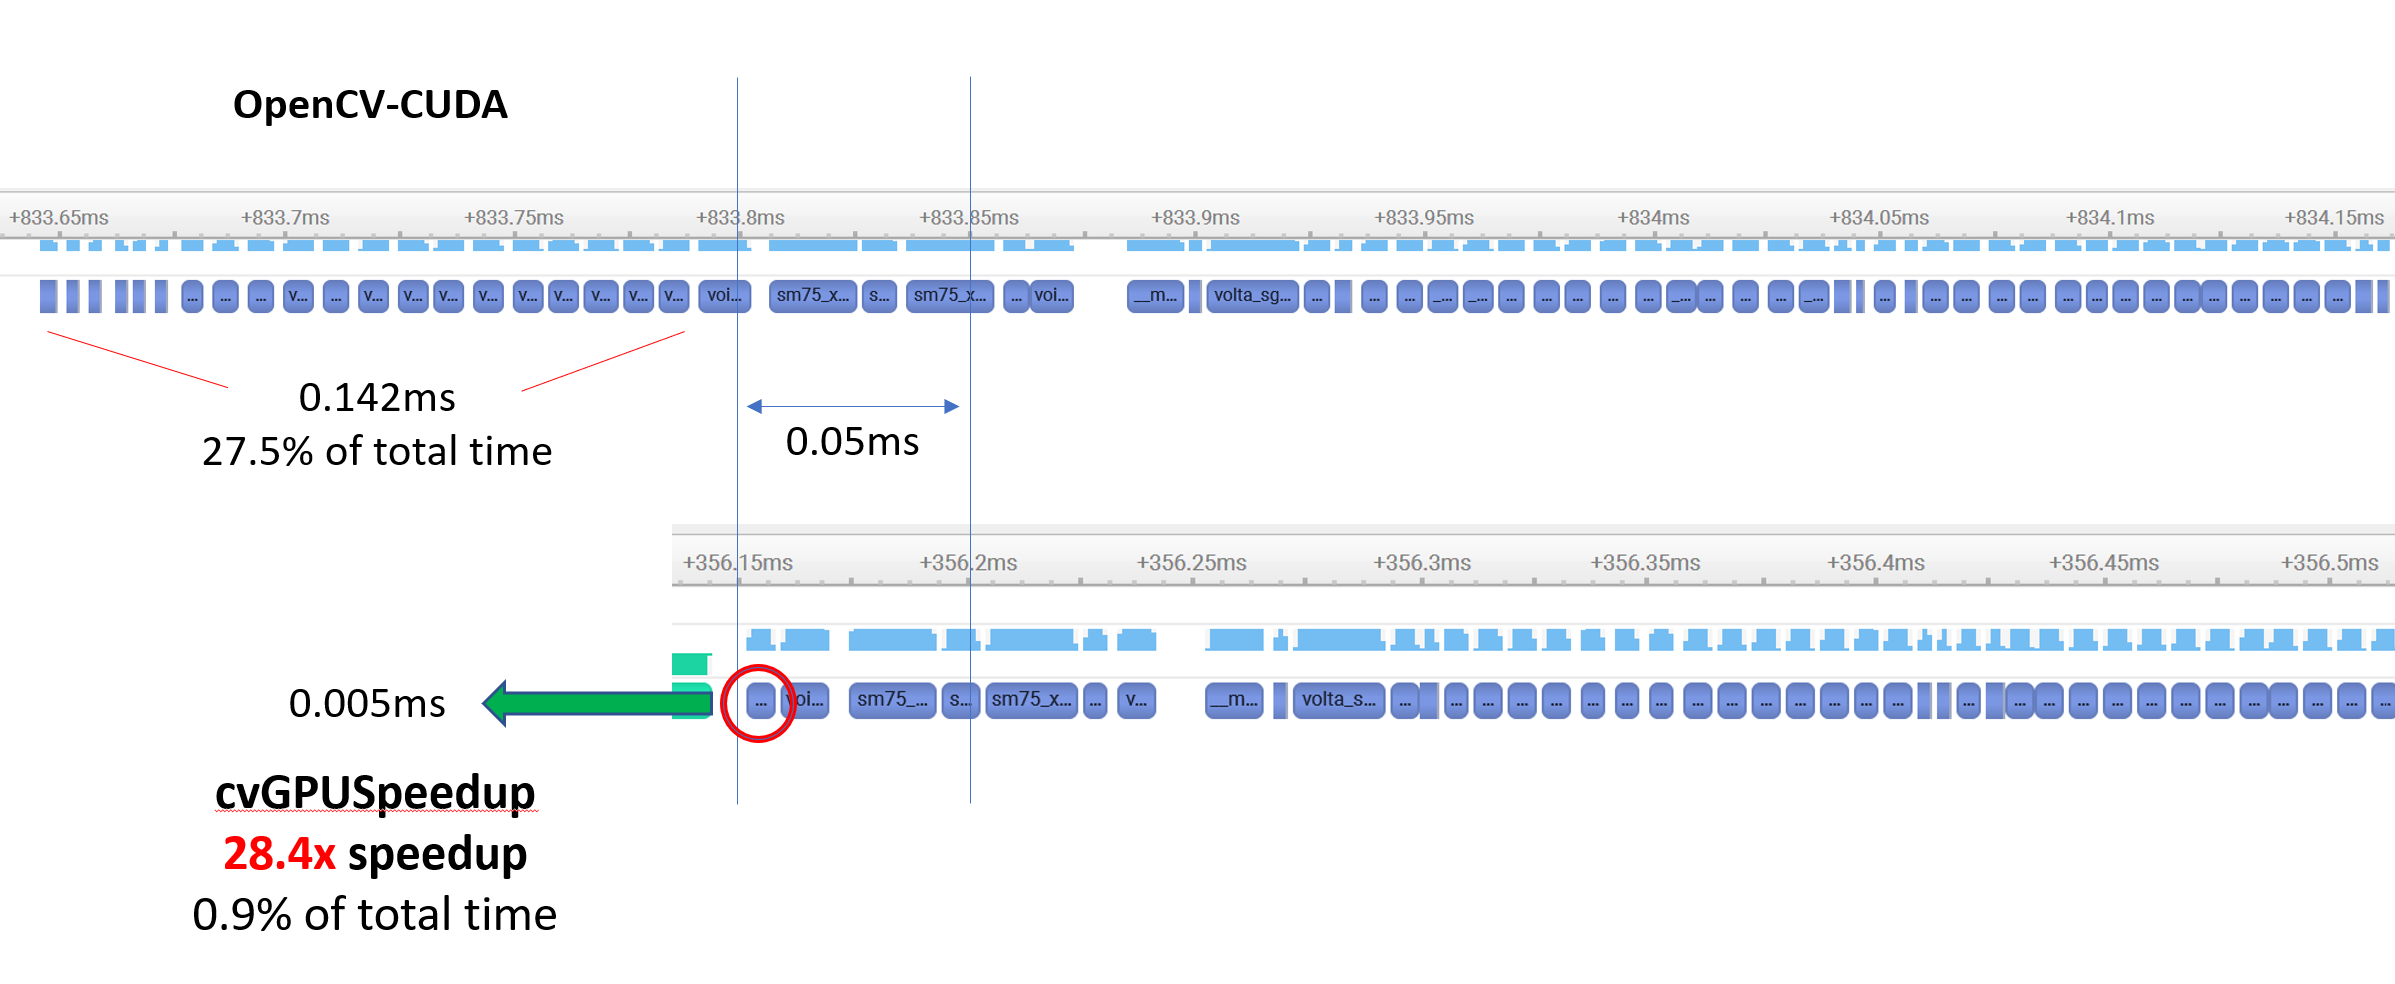 OpenCV-CUDA
+833.65ms +833.7ms +833.75ms +833.8ms +833.85ms +833.9ms +833.95ms +834ms +834.05ms +834.1ms +834.15ms
... ... ... v... ... v... v... v... v... v... v... v... v... v... voi... sm75_x... s... sm75_x... ... voi... __m... volta_sg... ... ... ... _... _... ... ... ... ... ... _... ... ... ... _... ... ... ... ... ... ... ... ... ... ... ... ... ... ...
0.142ms
27.5% of total time
0.05ms
+356.15ms +356.2ms +356.25ms +356.3ms +356.35ms +356.4ms +356.45ms +356.5ms
... voi... sm75_... s... sm75_x... ... v... __m... volta_s... ... ... ... ... ... ... ... ... ... ... ... ... ... ... ... ... ... ... ... ... ... ... ... ... ...
0.005ms
cvGPUSpeedup
28.4x speedup
0.9% of total time